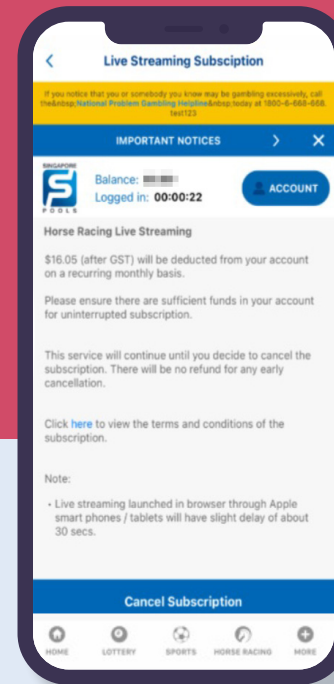 Live Streaming Subsciption
If you notice that you or somebody you know may be gambling excessively, call
the&nbsp;National Problem Gambling Helpline&nbsp;today at 1800-6-668-668.
test123
IMPORTANT NOTICES
SINGAPORE
POOLS
Balance:
Logged in: 00:00:22
ACCOUNT
Horse Racing Live Streaming
$16.05 (after GST) will be deducted from your account
on a recurring monthly basis.
Please ensure there are sufficient funds in your account
for uninterrupted subscription.
This service will continue until you decide to cancel the
subscription. There will be no refund for any early
cancellation.
Click here to view the terms and conditions of the
subscription.
Note:
• Live streaming launched in browser through Apple
smart phones / tablets will have slight delay of about
30 secs.
Cancel Subscription
HOME LOTTERY SPORTS HORSE RACING MORE